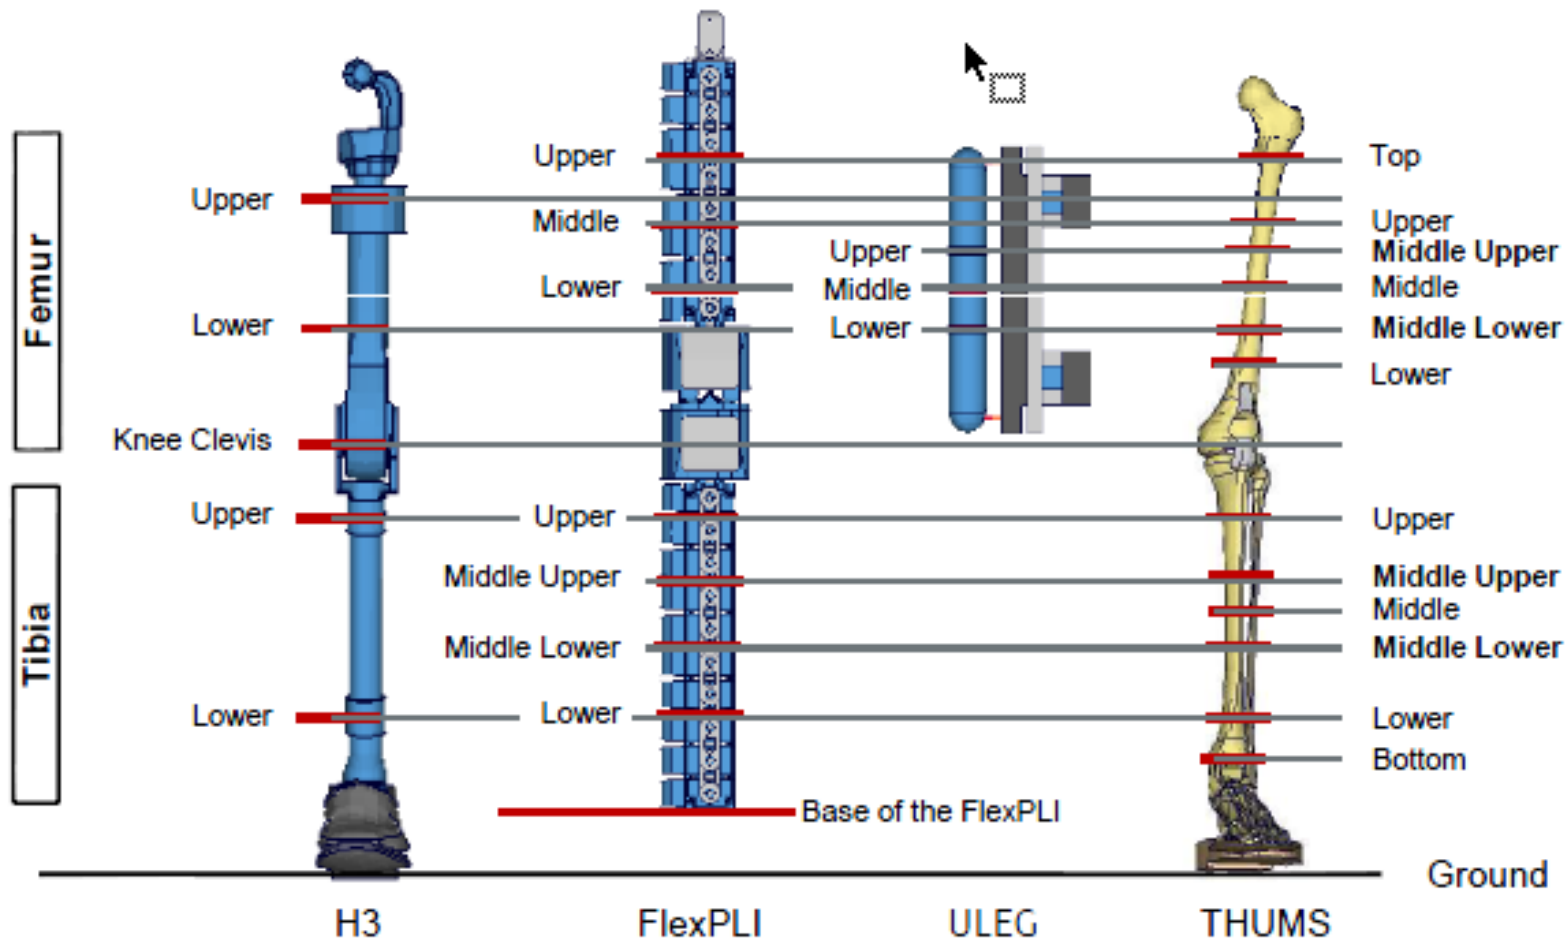 Femur
Tibia
Upper
Lower
Knee Clevis
Upper
Lower
Upper
Middle
Lower
Upper
Middle Upper
Middle Lower
Lower
Base of the FlexPLI
Upper
Middle
Lower
Top
Upper
Middle Upper
Middle
Middle Lower
Lower
Upper
Middle Upper
Middle
Middle Lower
Lower
Bottom
Ground
H3
FlexPLI
ULEG
THUMS